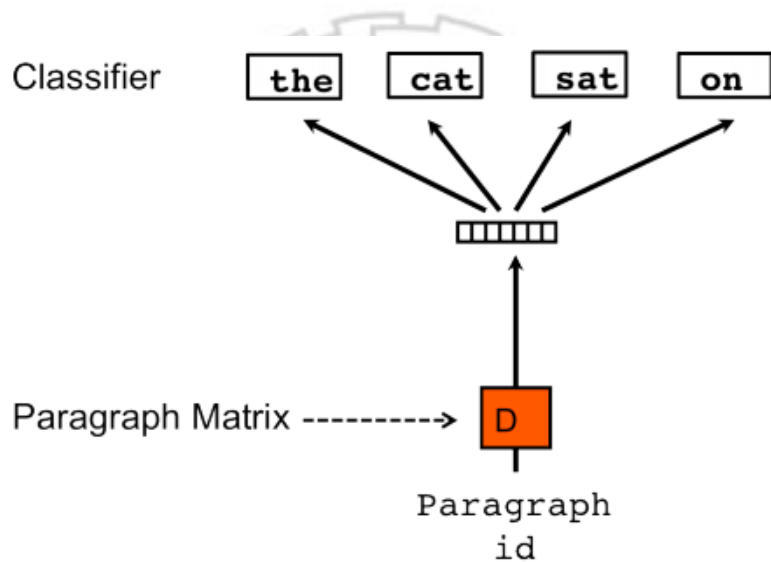 Classifier the cat sat on
Paragraph Matrix D
Paragraph
id